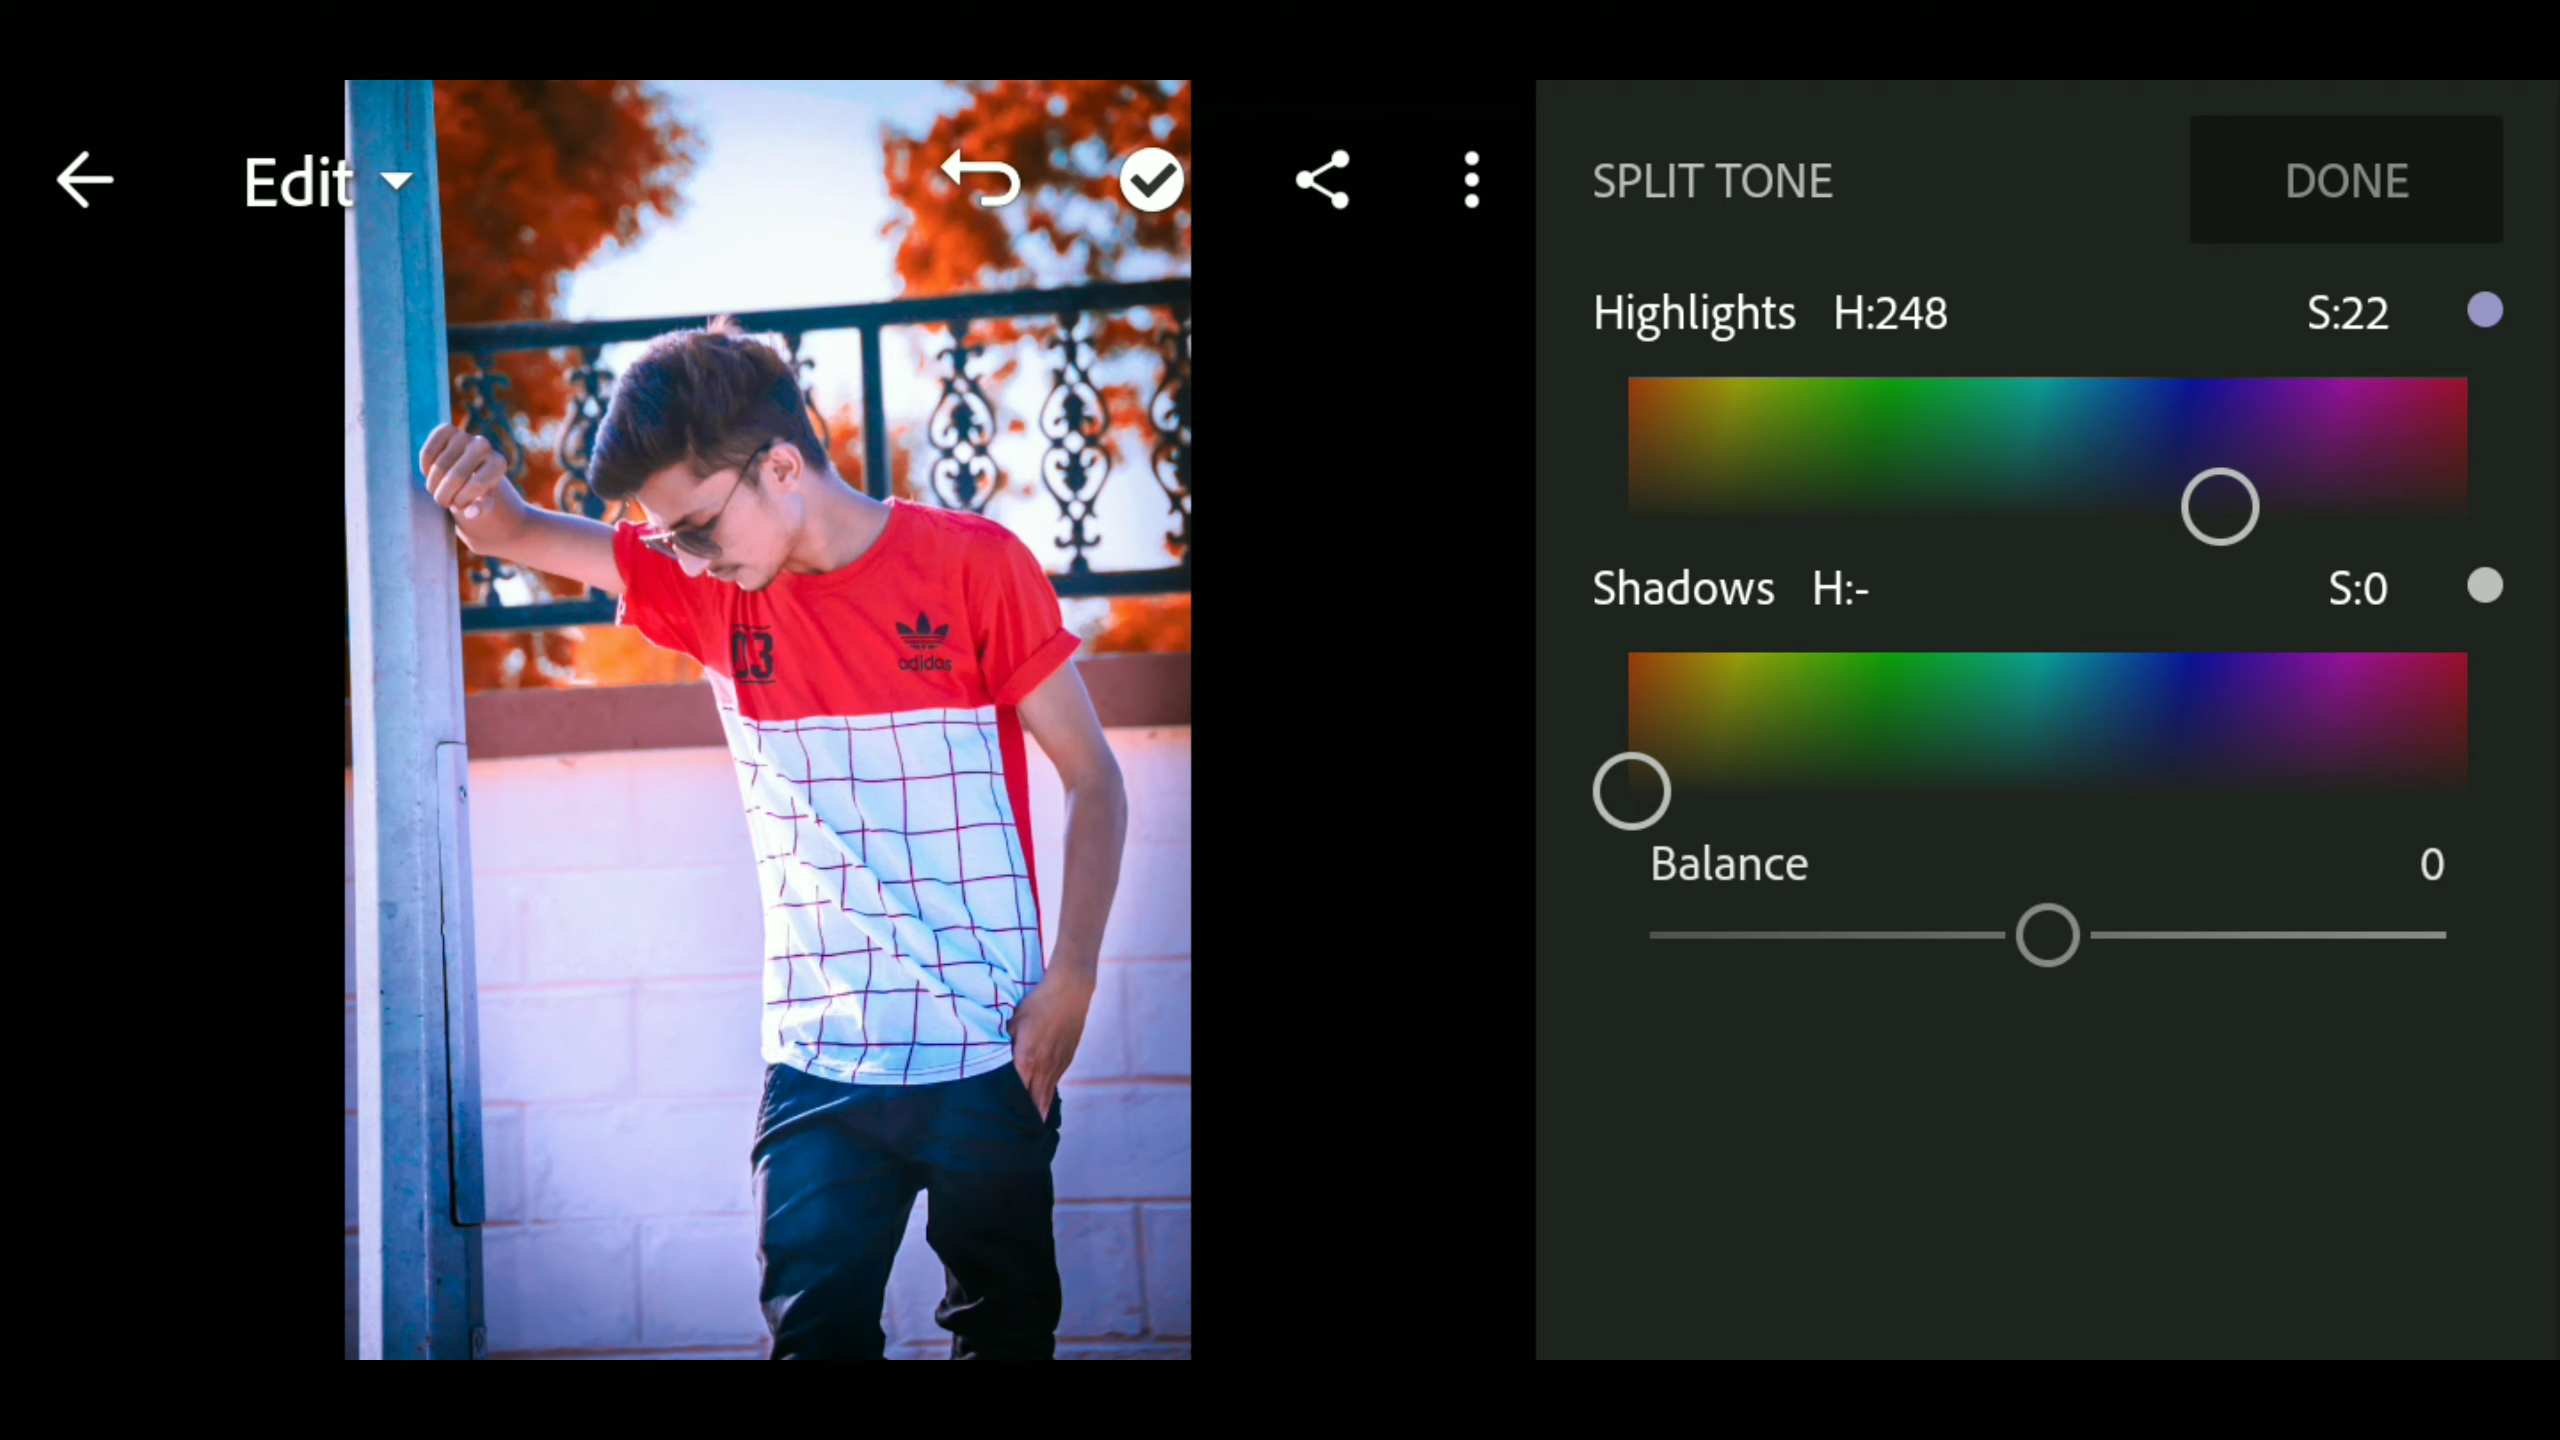 Edit
SPLIT TONE
DONE
Highlights H:248 S:22
Shadows H:- S:0
Balance 0
03
adidas